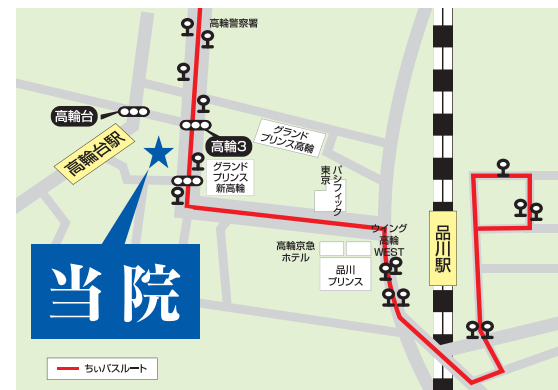 高輪警察署
高輪台
高輪3
グランド
プリンス高輪
高輪台駅
グランド
プリンス
新高輪
東京
パシフィック
ウイング
高輪
WEST
品川駅
高輪京急
ホテル
品川
プリンス
当院
ちぃバスルート